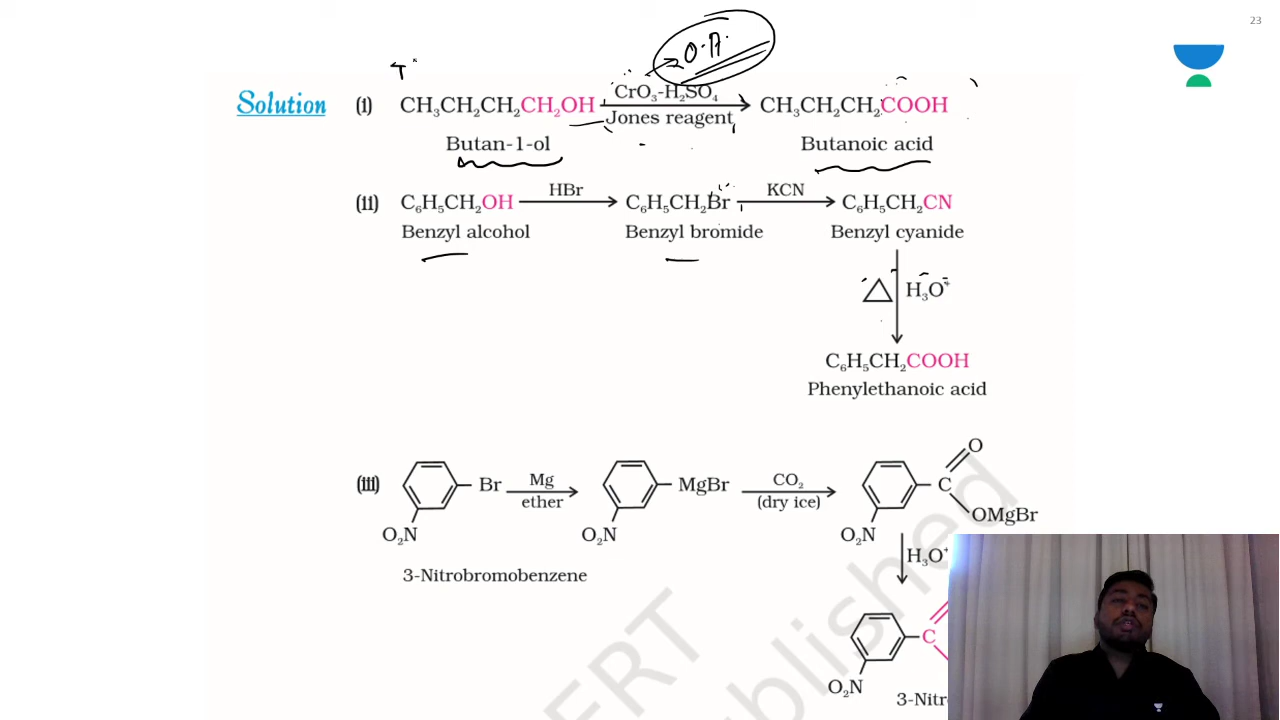 23
O.A.
Solution (i) CH₃CH₂CH₂CH₂OH CrO₃-H₂SO₄ Jones reagent CH₃CH₂CH₂COOH
Butan-1-ol Butanoic acid
(ii) C₆H₅CH₂OH HBr C₆H₅CH₂Br KCN C₆H₅CH₂CN
Benzyl alcohol Benzyl bromide Benzyl cyanide
△ H₃O⁺
C₆H₅CH₂COOH
Phenylethanoic acid
(iii) Br Mg ether MgBr CO₂ (dry ice) C O OMgBr
O₂N O₂N O₂N
H₃O⁺
3-Nitrobromobenzene
C
O₂N
3-Nitr